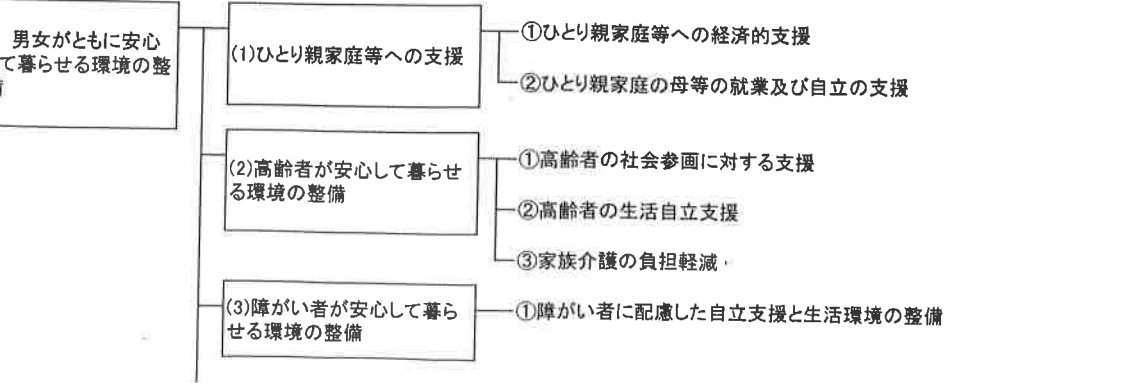 男女がともに安心
て暮らせる環境の整
(1)ひとり親家庭等への支援
①ひとり親家庭等への経済的支援
②ひとり親家庭の母等の就業及び自立の支援
(2)高齢者が安心して暮らせ
る環境の整備
①高齢者の社会参画に対する支援
②高齢者の生活自立支援
③家族介護の負担軽減
(3)障がい者が安心して暮ら
せる環境の整備
①障がい者に配慮した自立支援と生活環境の整備